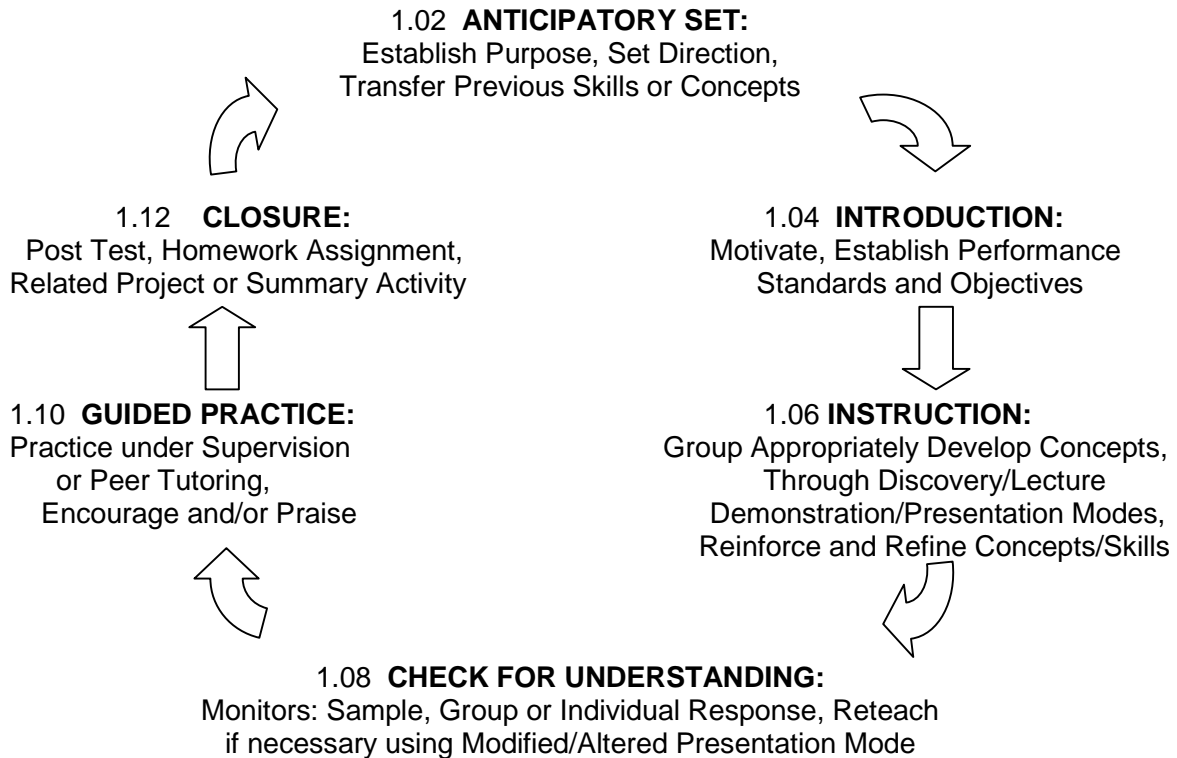 1.02 ANTICIPATORY SET:
Establish Purpose, Set Direction,
Transfer Previous Skills or Concepts
1.04 INTRODUCTION:
Motivate, Establish Performance
Standards and Objectives
1.06 INSTRUCTION:
Group Appropriately Develop Concepts,
Through Discovery/Lecture
Demonstration/Presentation Modes,
Reinforce and Refine Concepts/Skills
1.08 CHECK FOR UNDERSTANDING:
Monitors: Sample, Group or Individual Response, Reteach
if necessary using Modified/Altered Presentation Mode
1.10 GUIDED PRACTICE:
Practice under Supervision
or Peer Tutoring,
Encourage and/or Praise
1.12 CLOSURE:
Post Test, Homework Assignment,
Related Project or Summary Activity